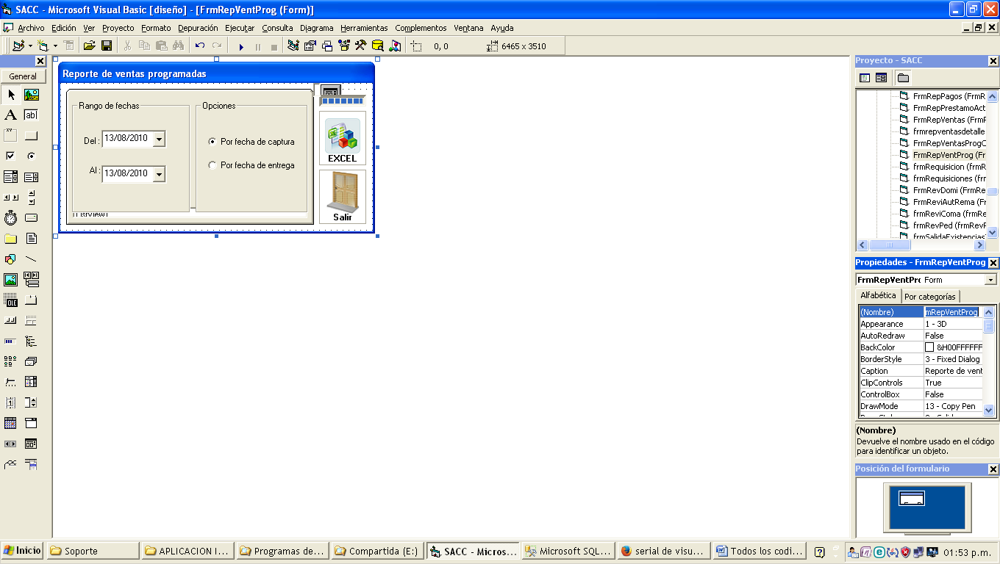 SACC - Microsoft Visual Basic [diseño] - [FrmRepVentProg (Form)]
Archivo Edición Ver Proyecto Formato Depuración Ejecutar Consulta Diagrama Herramientas Complementos Ventana Ayuda
0, 0 6465 x 3510
General
A ab|
xy
OLE
Reporte de ventas programadas
Rango de fechas
Del : 13/08/2010
Al : 13/08/2010
Opciones
Por fecha de captura
Por fecha de entrega
EXCEL
Salir
Proyecto - SACC
FrmRepPagos (FrmR
FrmRepPrestamoAct
FrmRepVentas (FrmF
frmrepventasdetalle
FrmRepVentasProgC
FrmRepVentProg (Fr
frmRequisicion (frmR
frmRequisiciones (frr
FrmRevDomi (FrmRe
FrmReviAutRema (Fr
frmReviComa (frmRe
frmRevPed (frmRevF
frmSalidaExistencias
Propiedades - FrmRepVentProg
FrmRepVentPrc Form
Alfabética Por categorías
(Nombre) mRepVentProg
Appearance 1 - 3D
AutoRedraw False
BackColor &H00FFFFFF
BorderStyle 3 - Fixed Dialog
Caption Reporte de vent
ClipControls True
ControlBox False
DrawMode 13 - Copy Pen
(Nombre)
Devuelve el nombre usado en el código
para identificar un objeto.
Posición del formulario
Inicio Soporte APLICACION I... Programas de... Compartida (E:) SACC - Micros... Microsoft SQL... serial de visu... Todos los codi... 01:53 p.m.